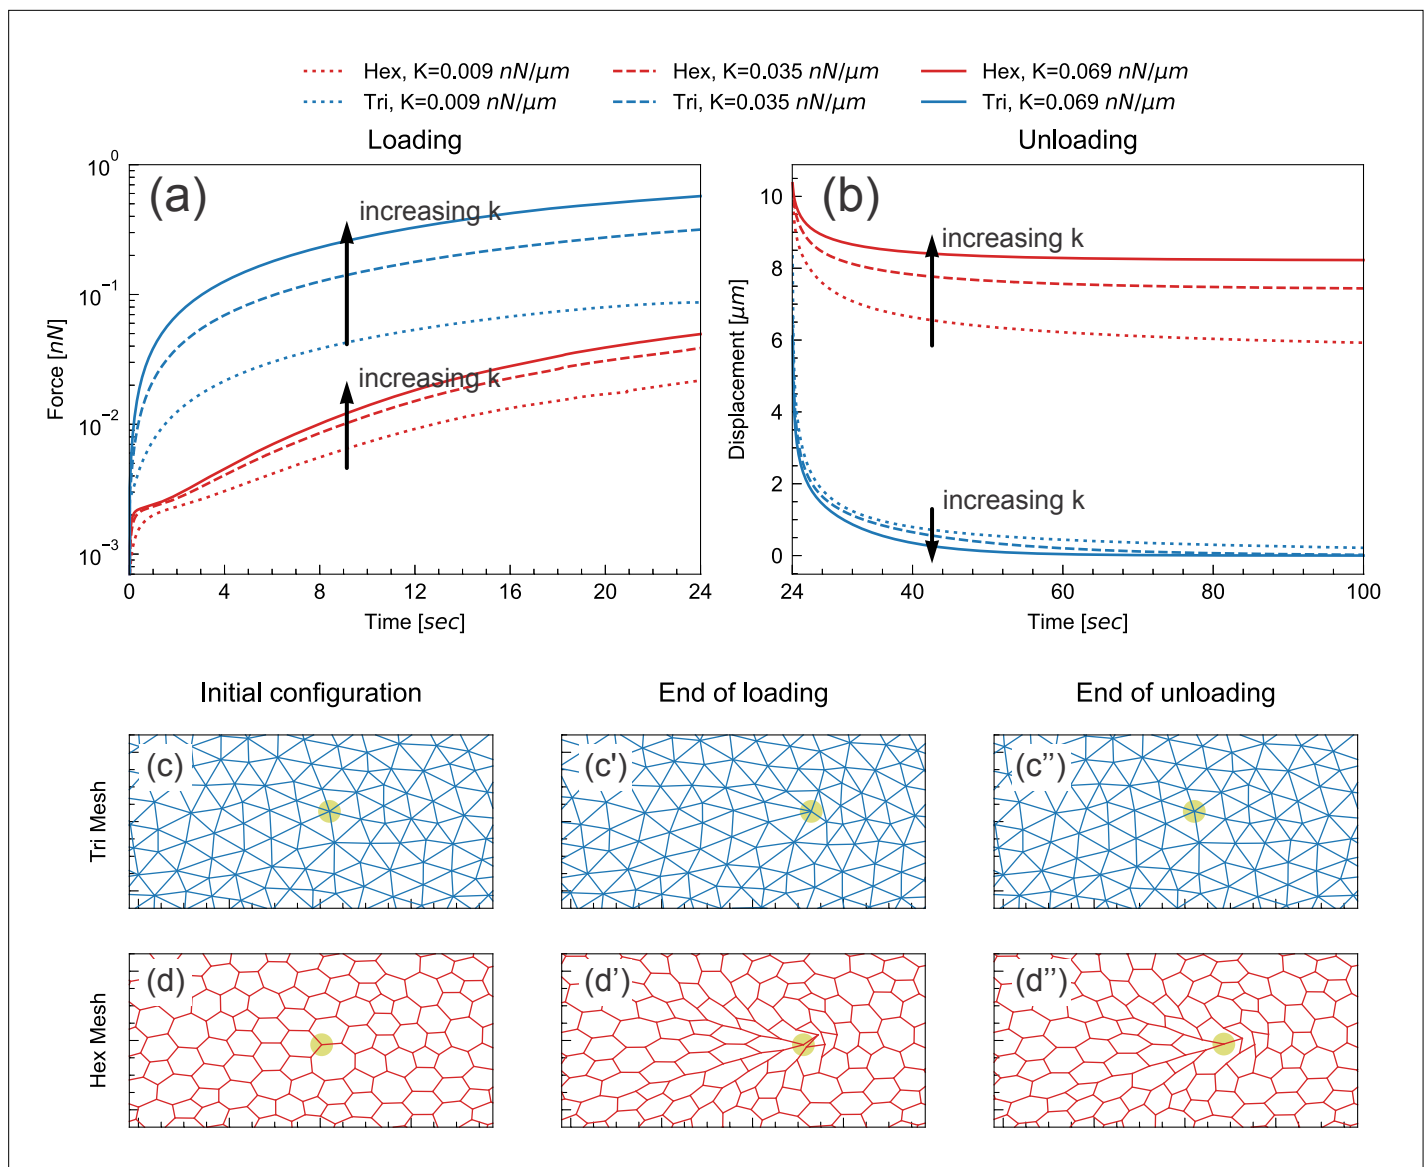 Hex, K=0.009 nN/μm
Hex, K=0.035 nN/μm
Hex, K=0.069 nN/μm
Tri, K=0.009 nN/μm
Tri, K=0.035 nN/μm
Tri, K=0.069 nN/μm
Loading
Unloading
(a)
increasing k
increasing k
10⁰
10⁻¹
10⁻²
10⁻³
Force [nN]
0 4 8 12 16 20 24
Time [sec]
(b)
increasing k
increasing k
10
8
6
4
2
0
Displacement [μm]
24 40 60 80 100
Time [sec]
Initial configuration
End of loading
End of unloading
Tri Mesh
(c)
(c')
(c'')
Hex Mesh
(d)
(d')
(d'')